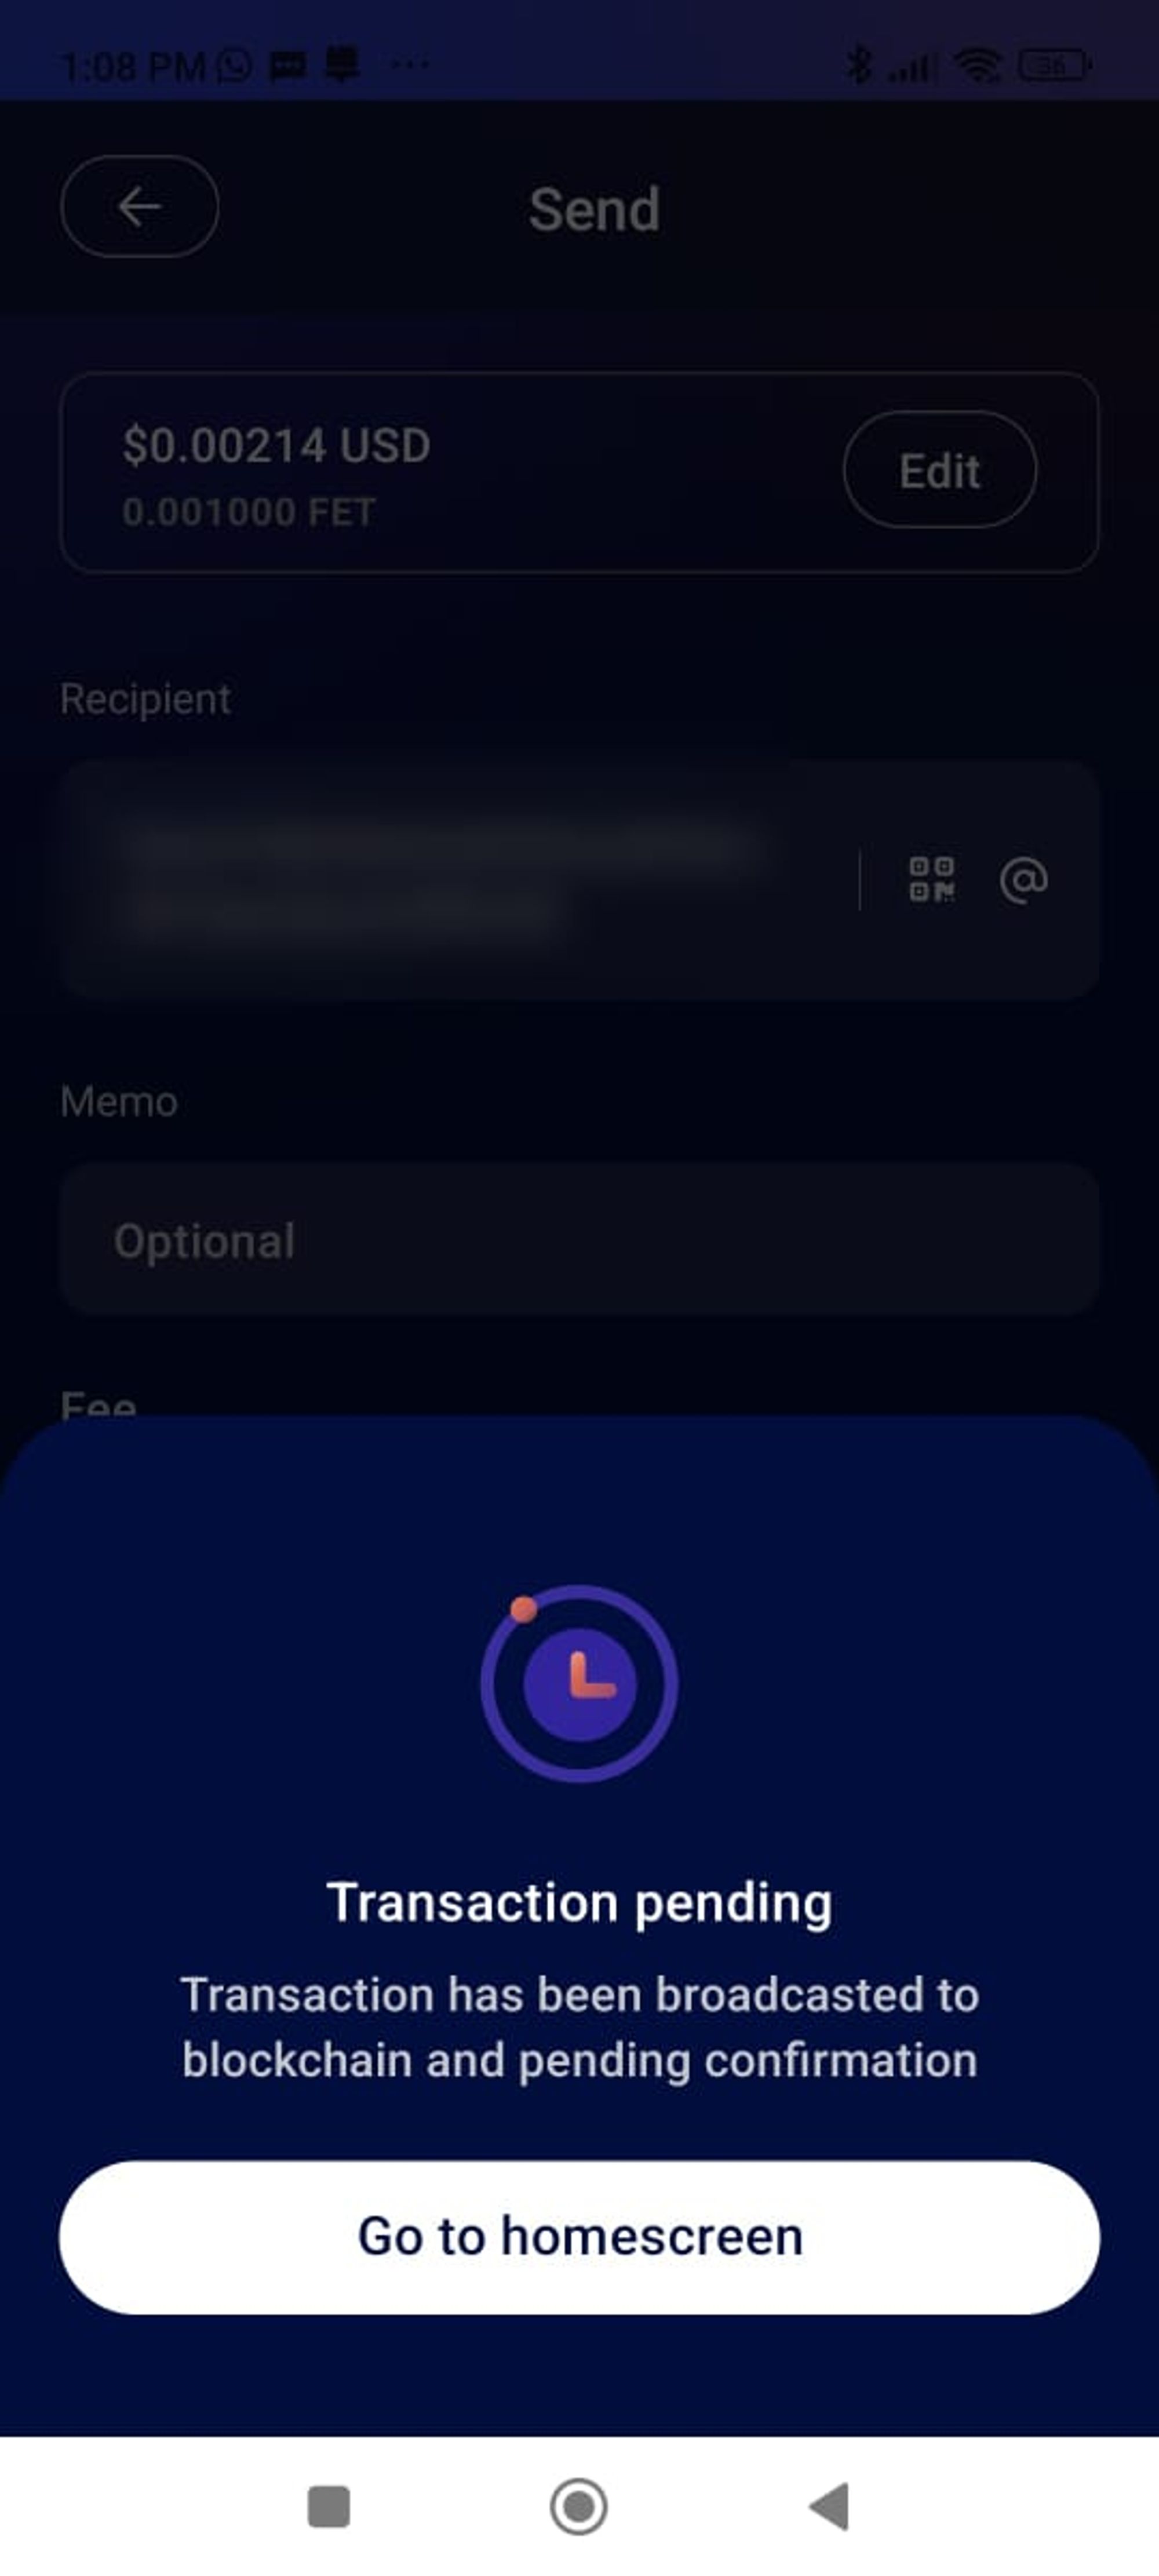 1:08 PM
36
Send
$0.00214 USD
0.001000 FET
Edit
Recipient
Memo
Optional
Fee
Transaction pending
Transaction has been broadcasted to
blockchain and pending confirmation
Go to homescreen